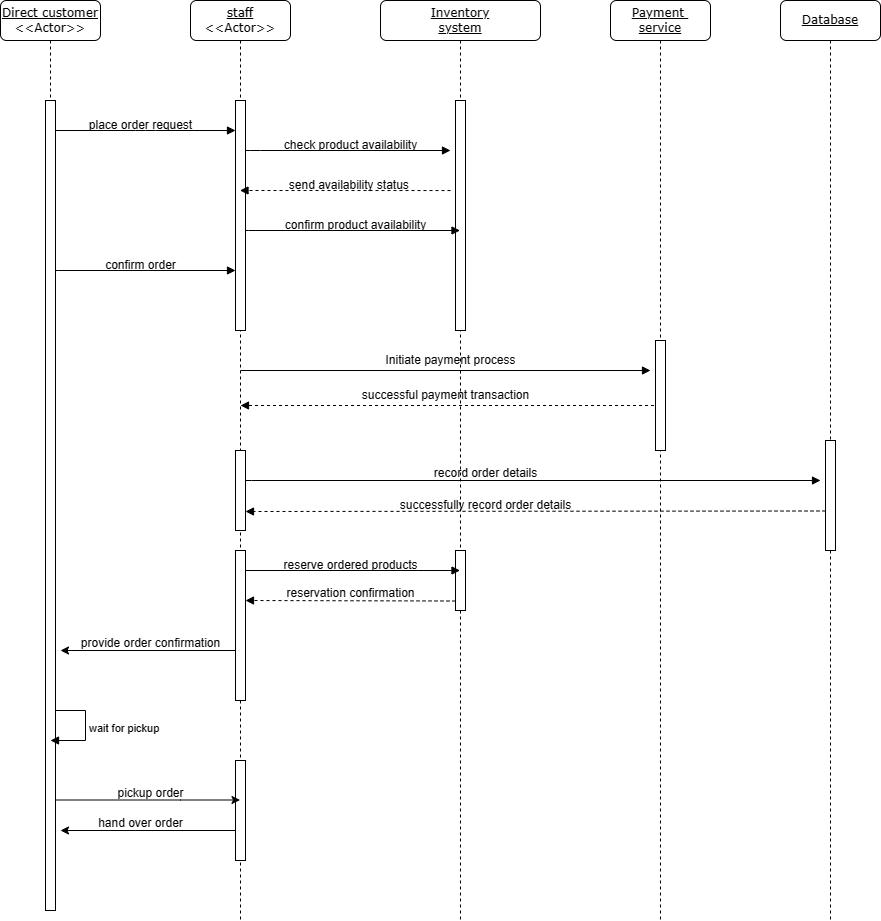 Direct customer
<<Actor>>
staff
<<Actor>>
Inventory
system
Payment
service
Database
place order request
check product availability
send availability status
confirm product availability
confirm order
Initiate payment process
successful payment transaction
record order details
successfully record order details
reserve ordered products
reservation confirmation
provide order confirmation
wait for pickup
pickup order
hand over order